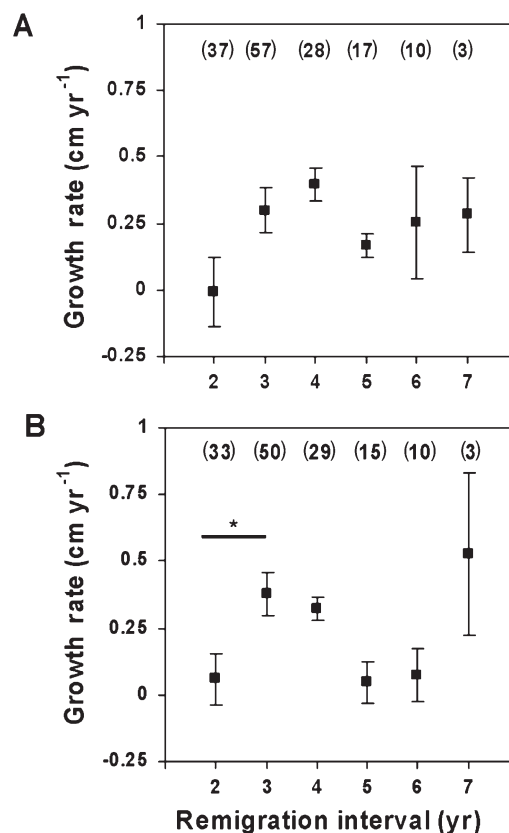 A
1
(37) (57) (28) (17) (10) (3)
0.75
0.5
0.25
0
-0.25
Growth rate (cm yr⁻¹)
2 3 4 5 6 7
B
1
(33) (50) (29) (15) (10) (3)
0.75
*
0.5
0.25
0
-0.25
Growth rate (cm yr⁻¹)
2 3 4 5 6 7
Remigration interval (yr)